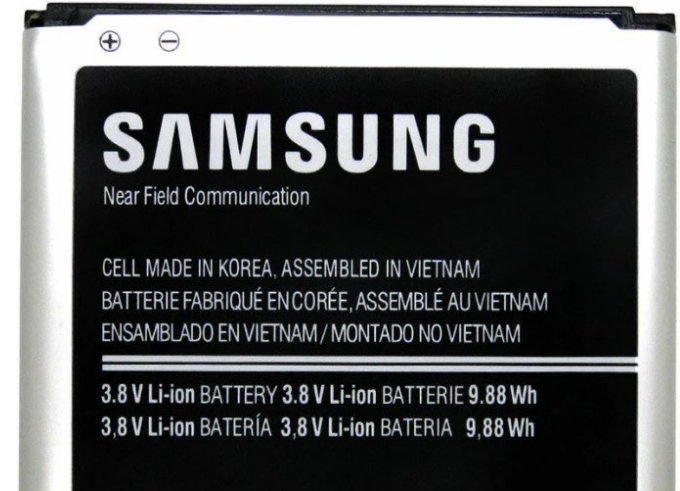 SAMSUNG
Near Field Communication
CELL MADE IN KOREA, ASSEMBLED IN VIETNAM
BATTERIE FABRIQUÉ EN CORÉE, ASSEMBLÉ AU VIETNAM
ENSAMBLADO EN VIETNAM / MONTADO NO VIETNAM
3.8 V Li-ion BATTERY 3.8 V Li-ion BATTERIE 9.88 Wh
3,8 V Li-ion BATERÍA 3,8 V Li-ion BATERIA 9,88 Wh